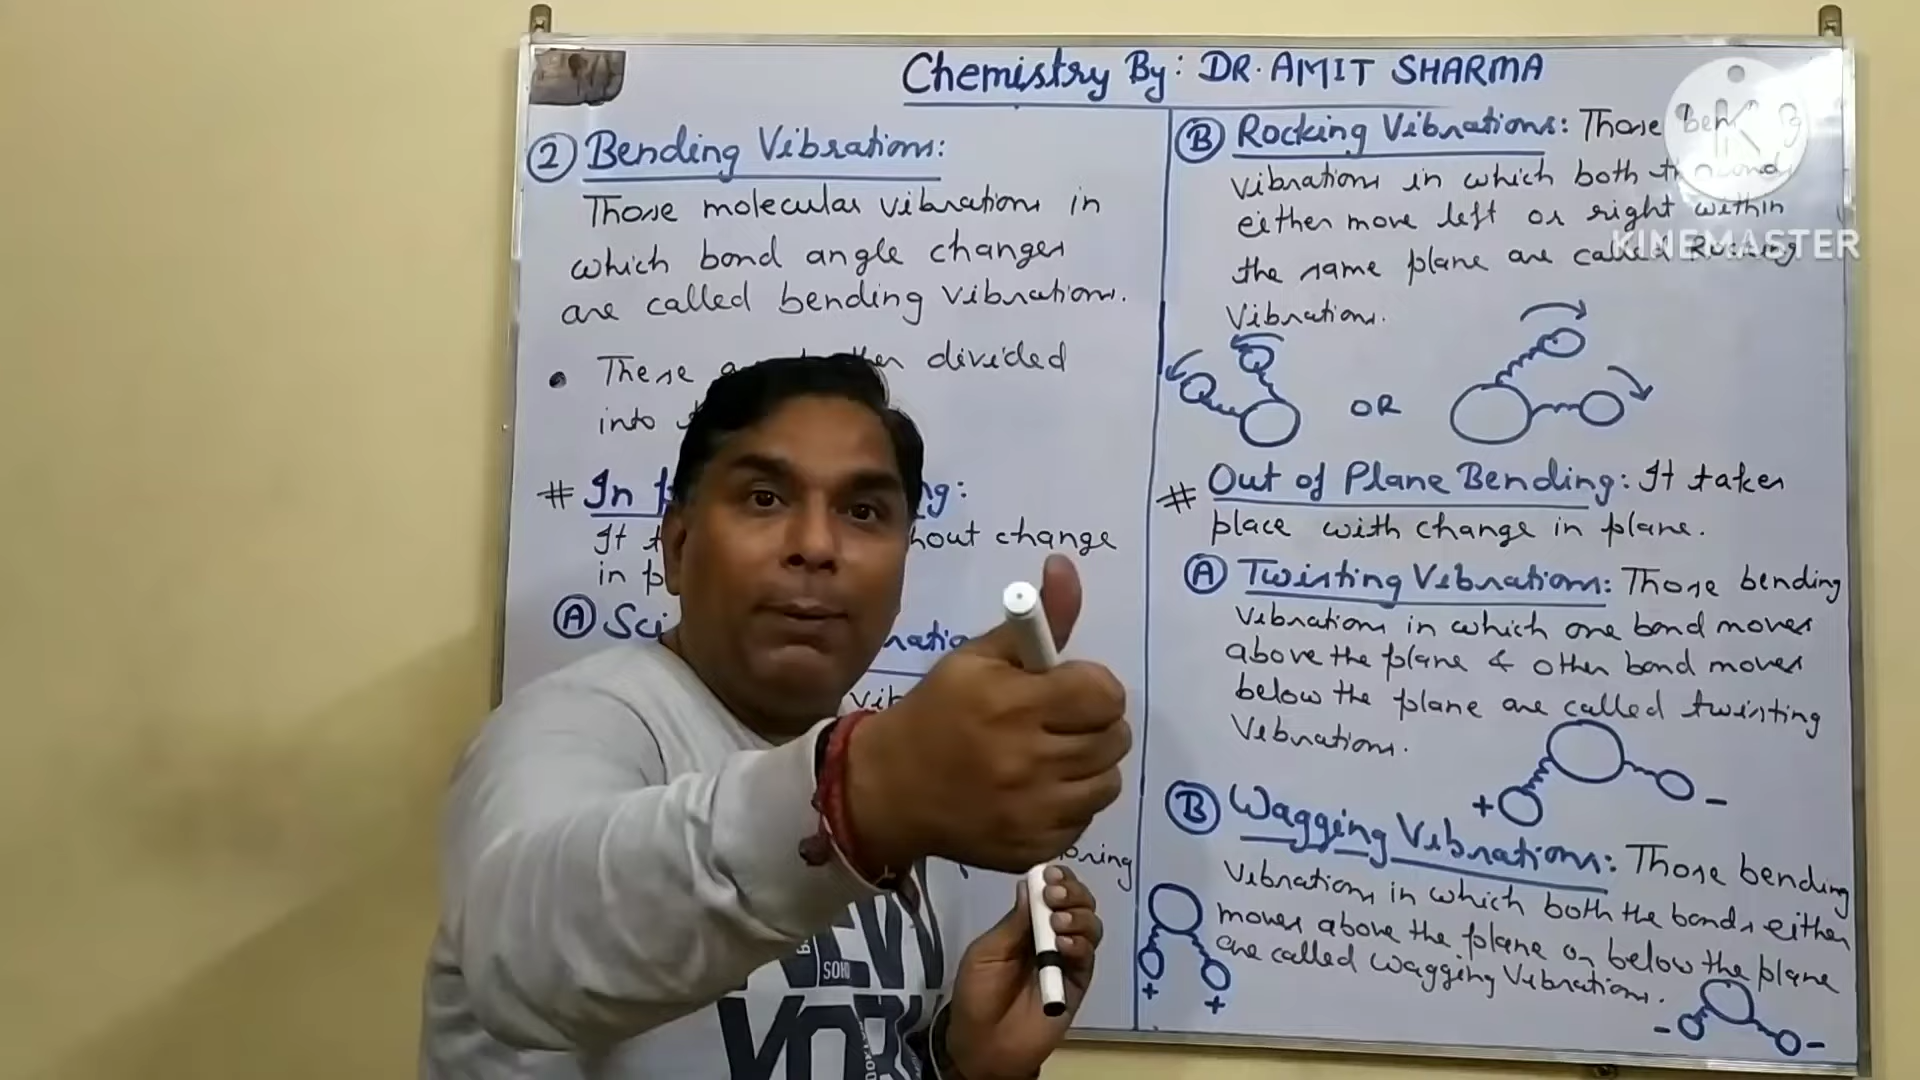 Chemistry By: DR. AMIT SHARMA
② Bending Vibrations:
Those molecular vibrations in
which bond angle changes
are called bending vibrations.
• These divided
into
# In
It hout change
in
Ⓐ Sci
Ⓑ Rocking Vibrations: Those
vibrations in which both
either move left or right within
the same plane are called Rocking
Vibrations.
OR
# Out of Plane Bending: It takes
place with change in plane.
Ⓐ Twisting Vibrations: Those bending
vibrations in which one bond moves
above the plane & other bond moves
below the plane are called twisting
Vibrations.
+ -
Ⓑ Wagging Vibrations: Those bending
Vibrations in which both the bonds either
moves above the plane or below the plane
are called wagging Vibrations.
+ +
- -
KINEMASTER
NEW
SOHO
YORK